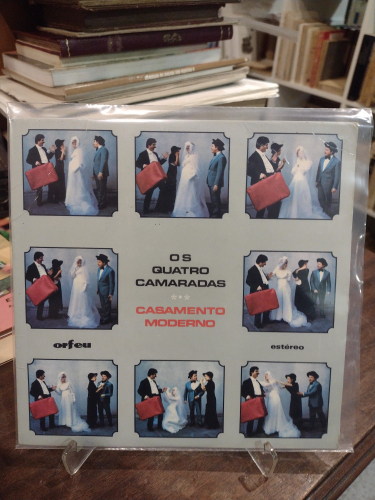 OS
QUATRO
CAMARADAS
CASAMENTO
MODERNO
orfeu
estéreo